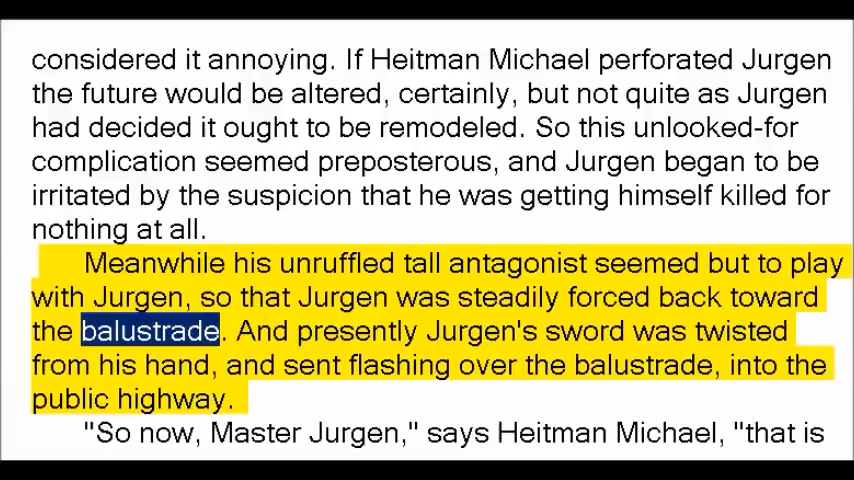 considered it annoying. If Heitman Michael perforated Jurgen
the future would be altered, certainly, but not quite as Jurgen
had decided it ought to be remodeled. So this unlooked-for
complication seemed preposterous, and Jurgen began to be
irritated by the suspicion that he was getting himself killed for
nothing at all.
Meanwhile his unruffled tall antagonist seemed but to play
with Jurgen, so that Jurgen was steadily forced back toward
the balustrade. And presently Jurgen's sword was twisted
from his hand, and sent flashing over the balustrade, into the
public highway.
"So now, Master Jurgen," says Heitman Michael, "that is